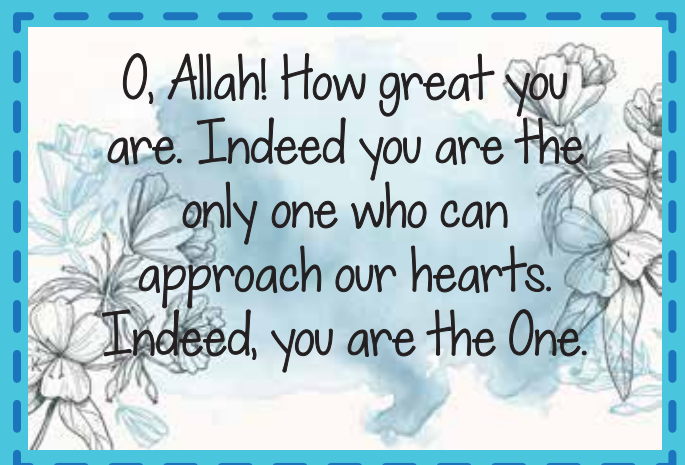 O, Allah! How great you
are. Indeed you are the
only one who can
approach our hearts.
Indeed, you are the One.